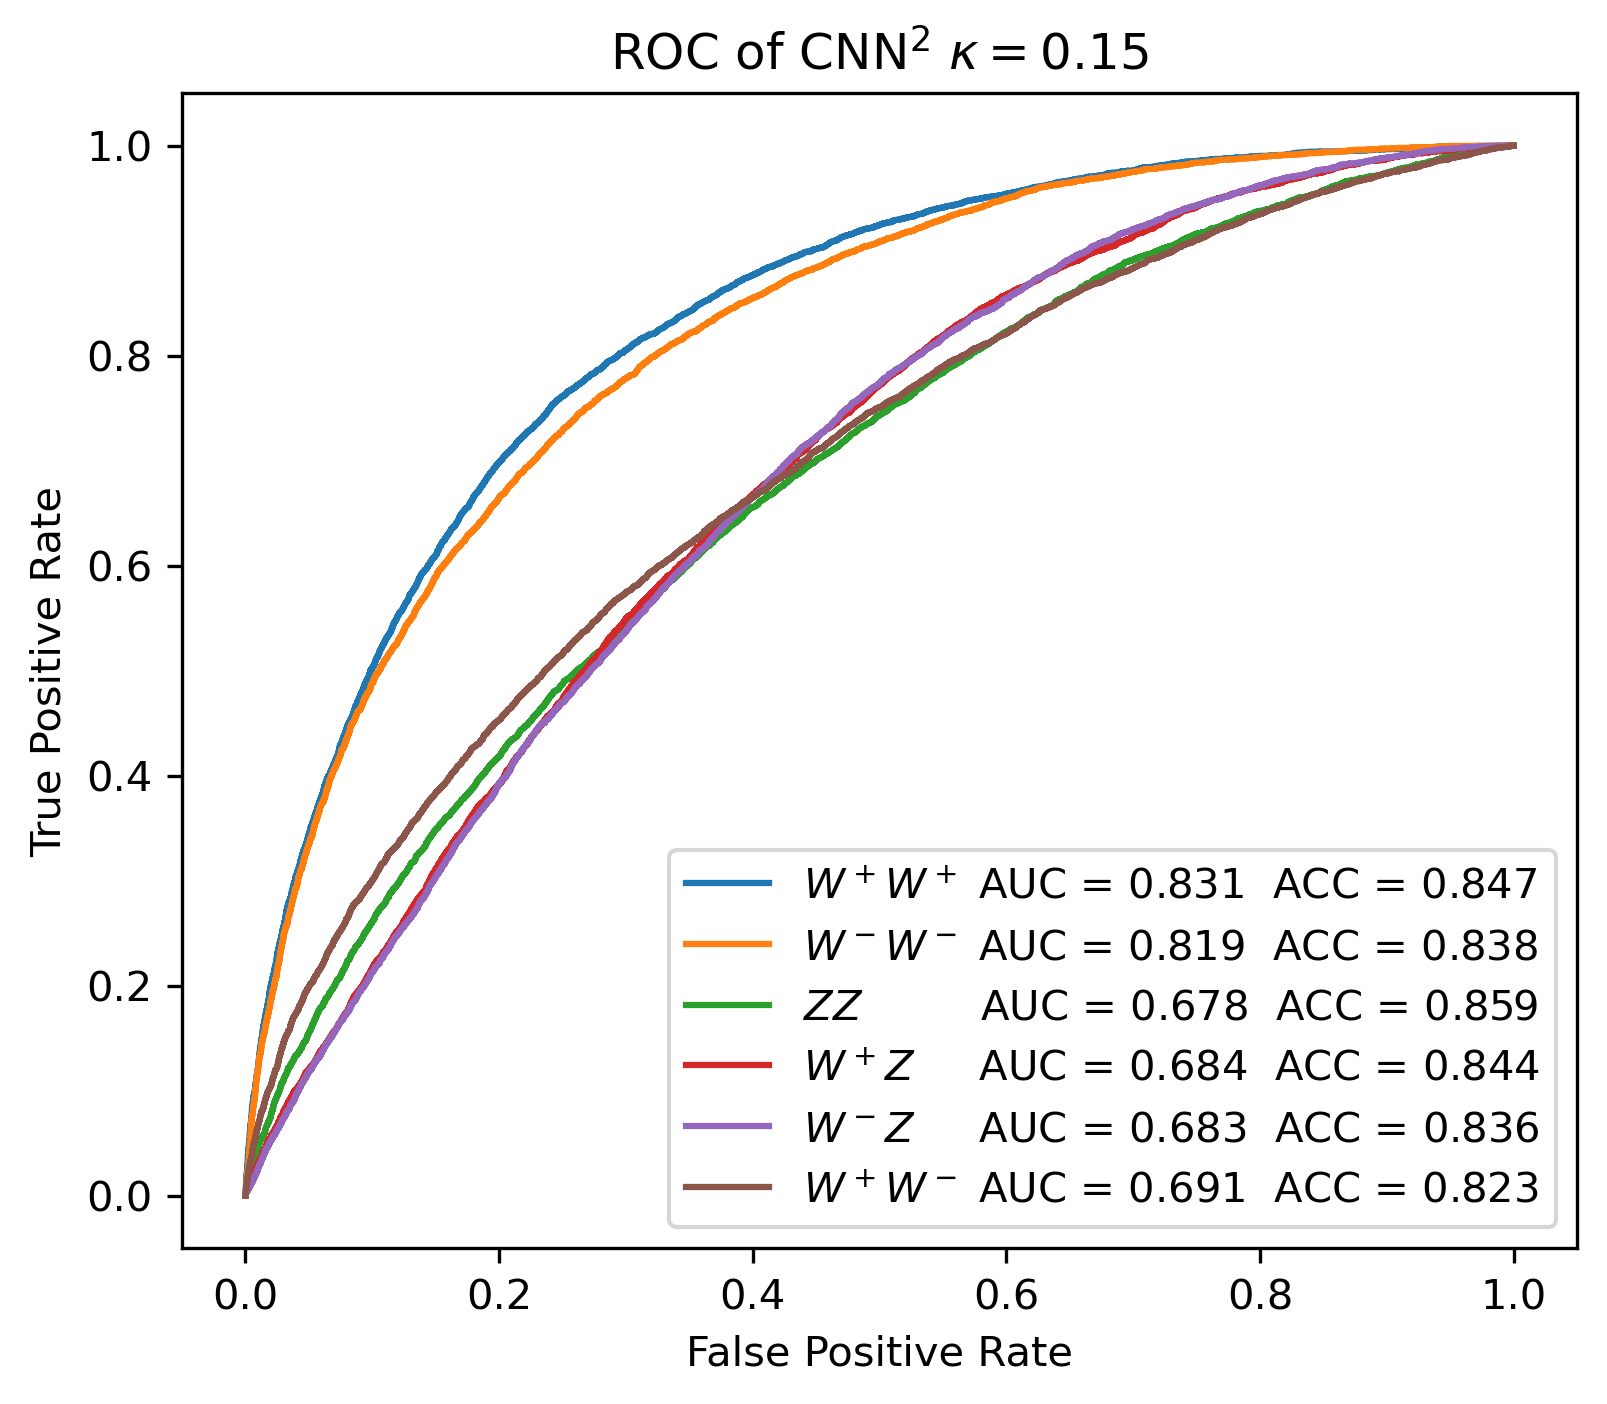 ROC of CNN² κ = 0.15
1.0
0.8
0.6
0.4
0.2
0.0
True Positive Rate
W⁺W⁺ AUC = 0.831 ACC = 0.847
W⁻W⁻ AUC = 0.819 ACC = 0.838
ZZ AUC = 0.678 ACC = 0.859
W⁺Z AUC = 0.684 ACC = 0.844
W⁻Z AUC = 0.683 ACC = 0.836
W⁺W⁻ AUC = 0.691 ACC = 0.823
0.0 0.2 0.4 0.6 0.8 1.0
False Positive Rate